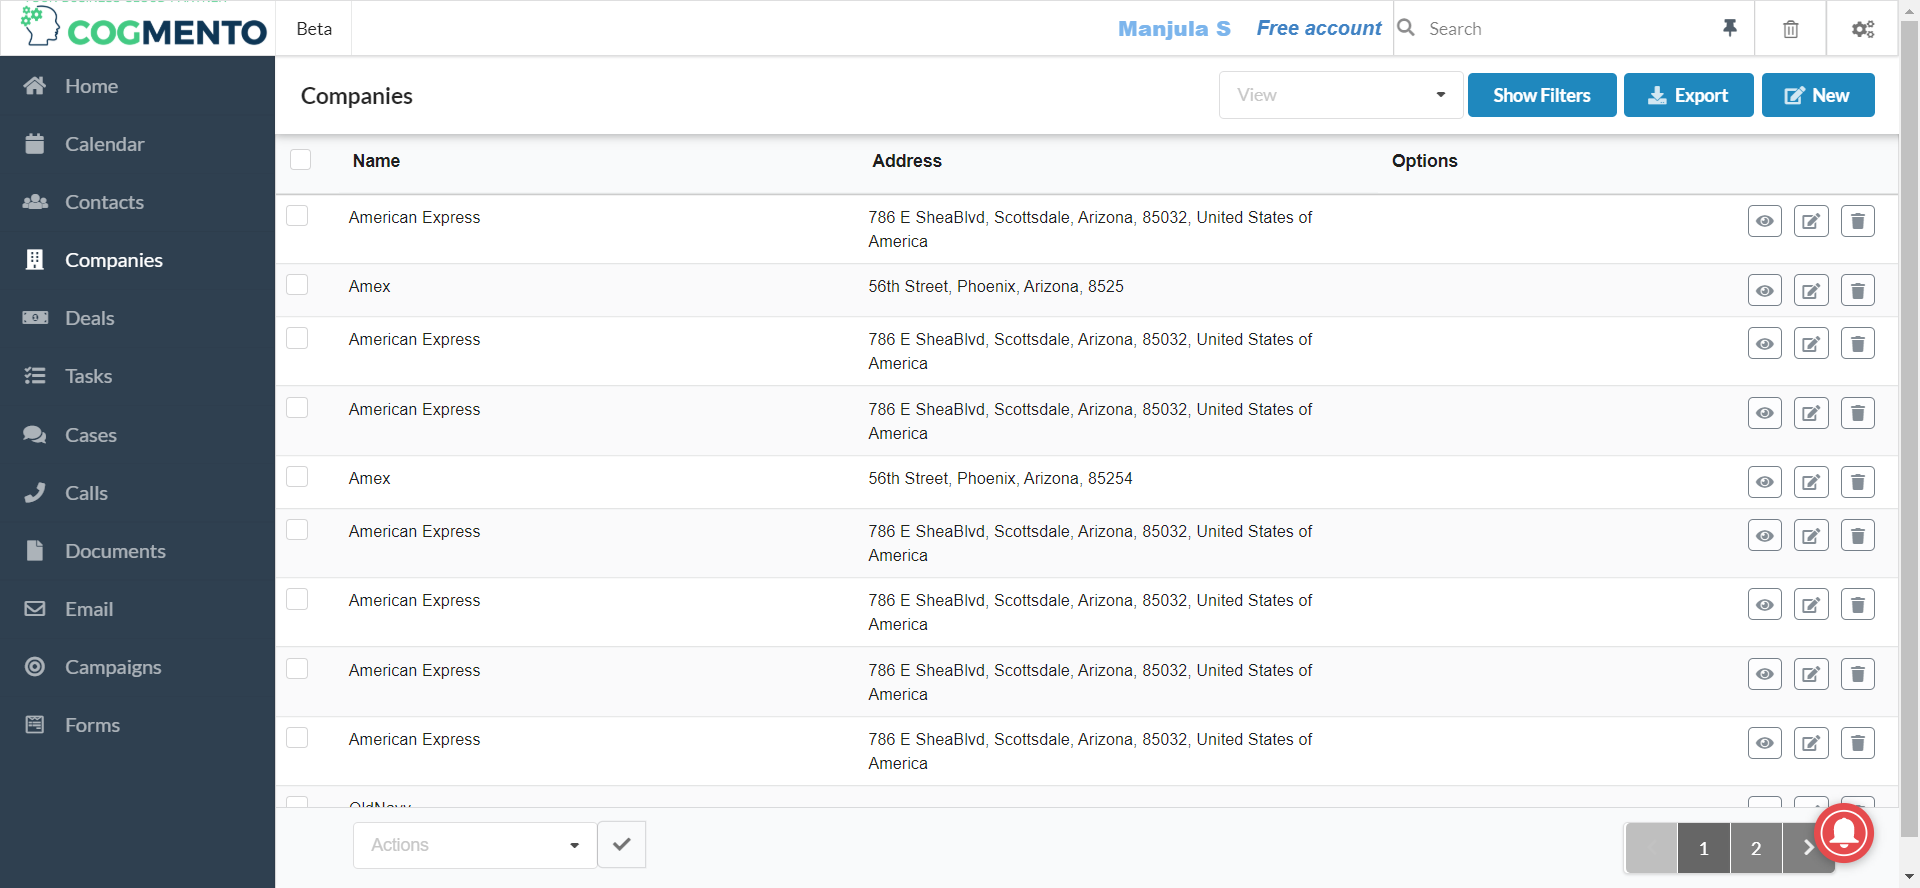 COGMENTO
Beta
Manjula S
Free account
Search
Home
Calendar
Contacts
Companies
Deals
Tasks
Cases
Calls
Documents
Email
Campaigns
Forms
Companies
View
Show Filters
Export
New
Name Address Options
American Express 786 E SheaBlvd, Scottsdale, Arizona, 85032, United States of
America
Amex 56th Street, Phoenix, Arizona, 8525
American Express 786 E SheaBlvd, Scottsdale, Arizona, 85032, United States of
America
American Express 786 E SheaBlvd, Scottsdale, Arizona, 85032, United States of
America
Amex 56th Street, Phoenix, Arizona, 85254
American Express 786 E SheaBlvd, Scottsdale, Arizona, 85032, United States of
America
American Express 786 E SheaBlvd, Scottsdale, Arizona, 85032, United States of
America
American Express 786 E SheaBlvd, Scottsdale, Arizona, 85032, United States of
America
American Express 786 E SheaBlvd, Scottsdale, Arizona, 85032, United States of
America
OldNavy
Actions
1 2